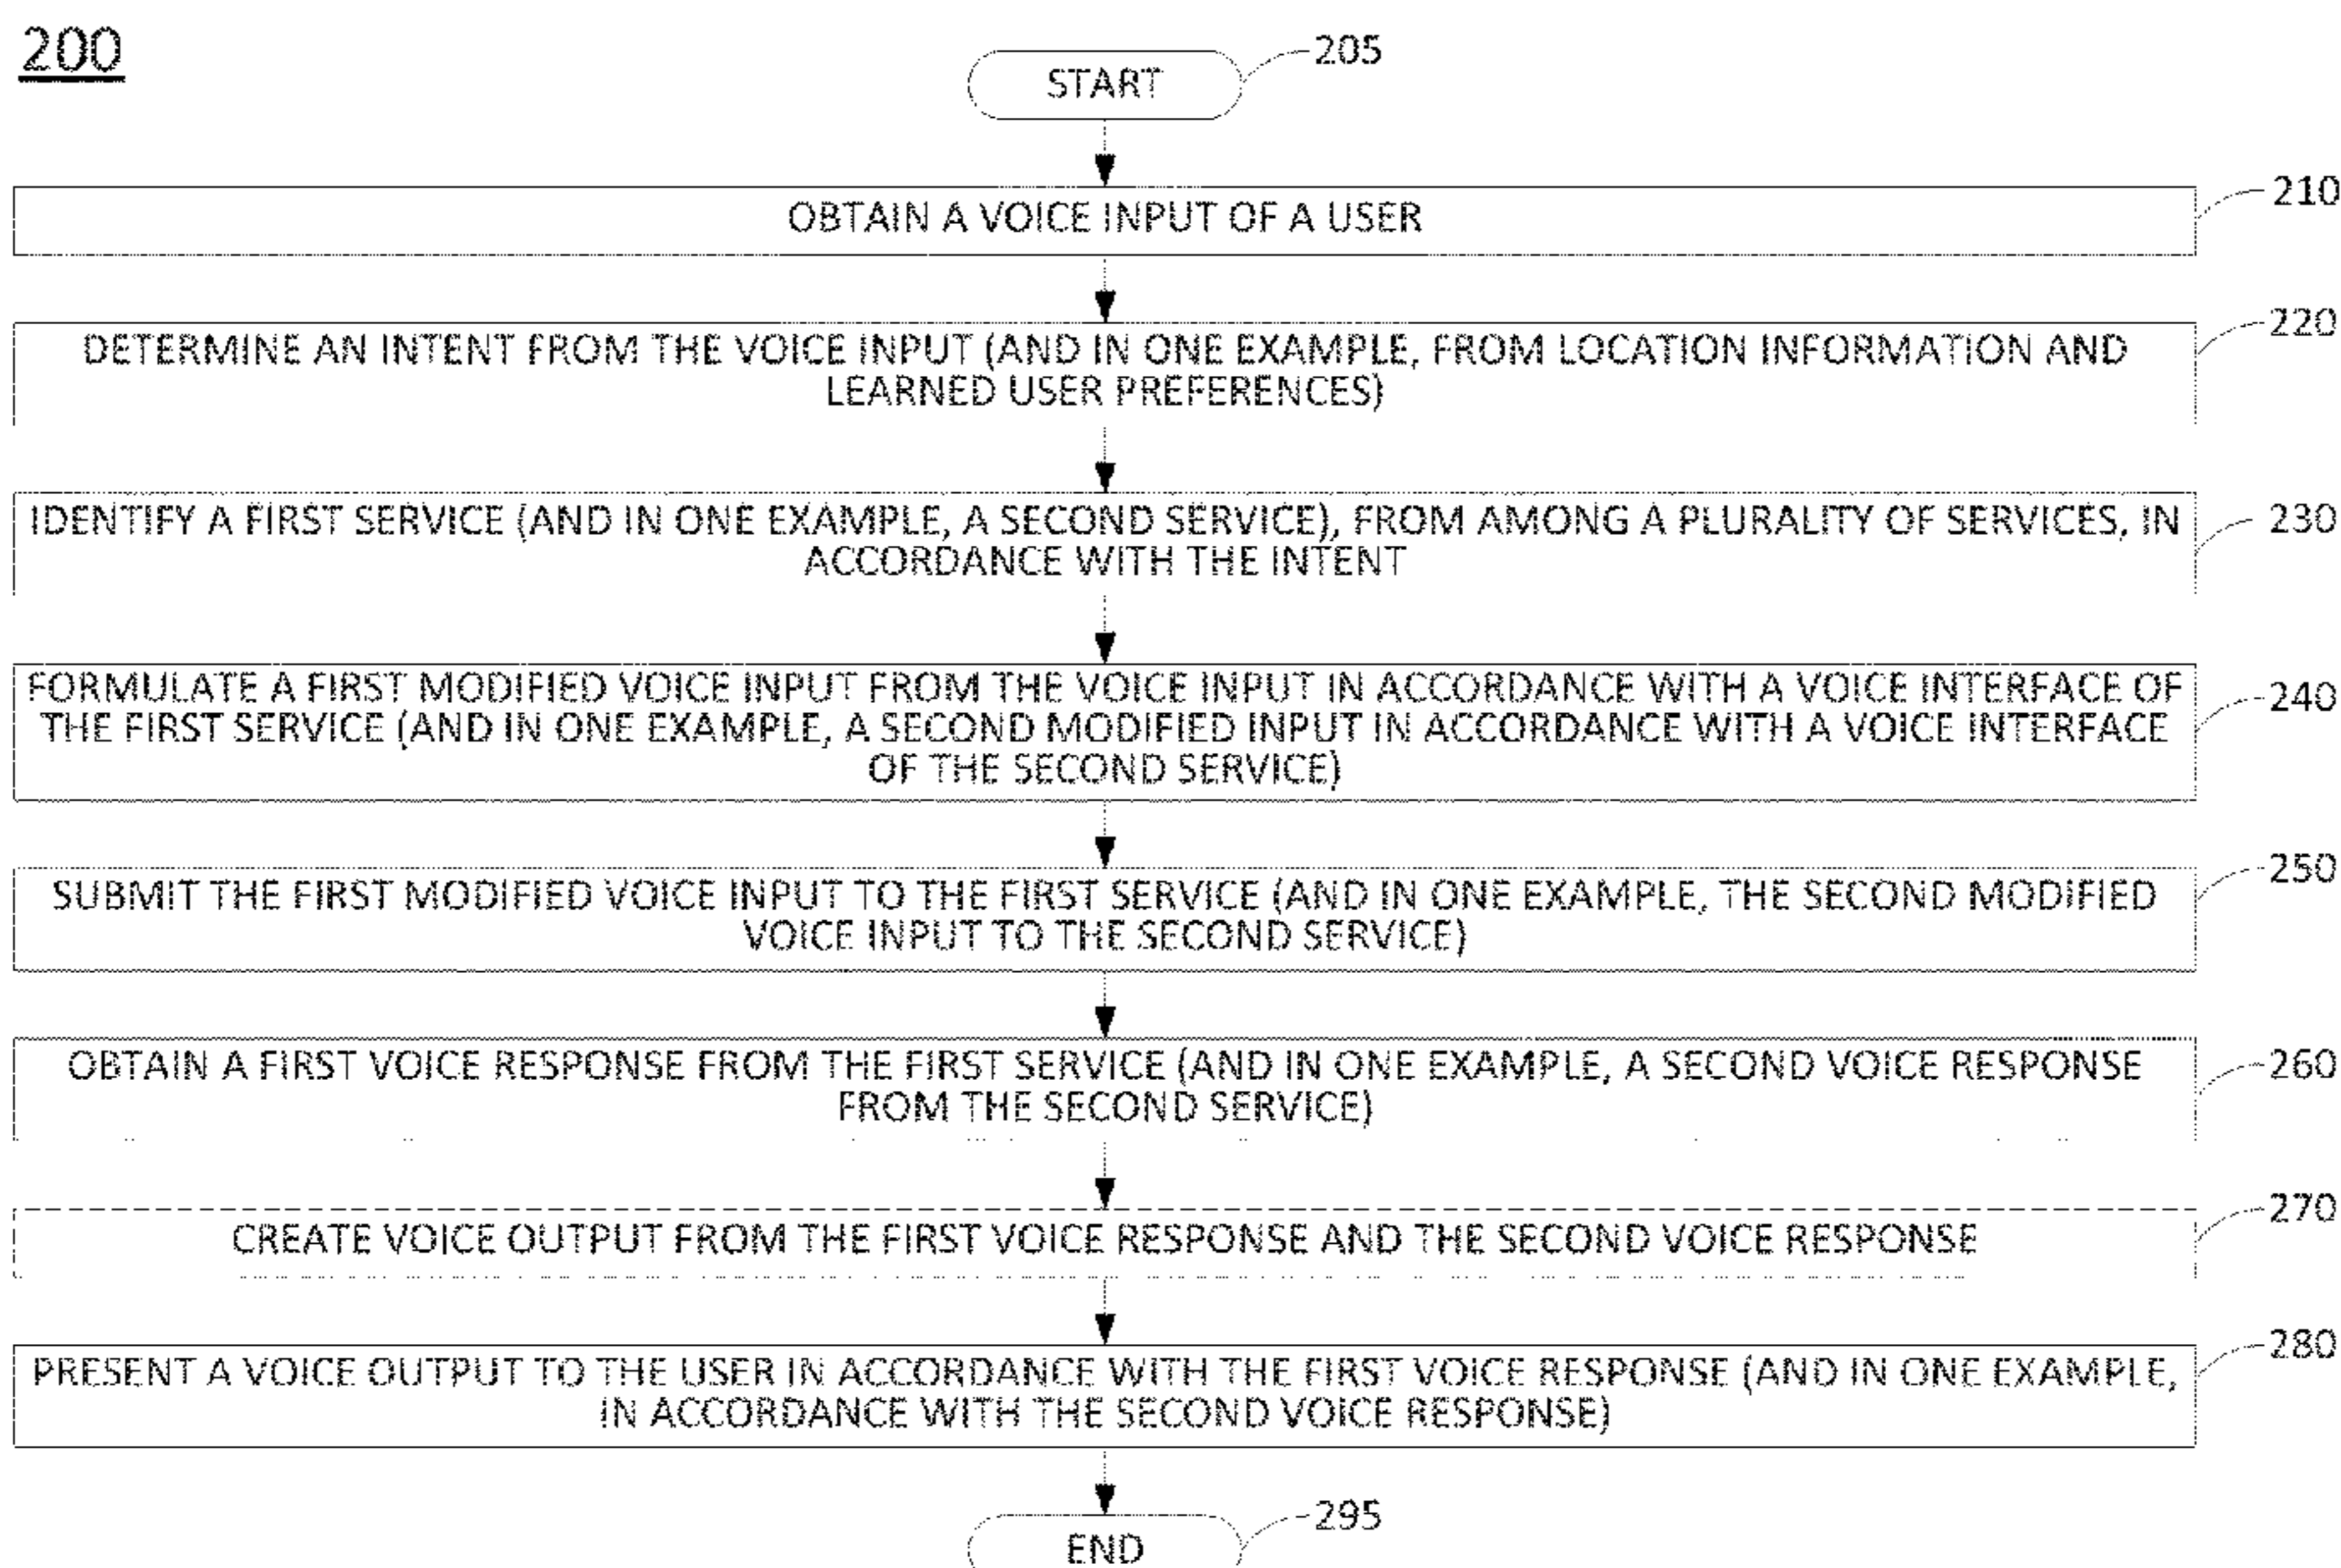 200
START
205
OBTAIN A VOICE INPUT OF A USER
210
DETERMINE AN INTENT FROM THE VOICE INPUT (AND IN ONE EXAMPLE, FROM LOCATION INFORMATION AND
LEARNED USER PREFERENCES)
220
IDENTIFY A FIRST SERVICE (AND IN ONE EXAMPLE, A SECOND SERVICE), FROM AMONG A PLURALITY OF SERVICES, IN
ACCORDANCE WITH THE INTENT
230
FORMULATE A FIRST MODIFIED VOICE INPUT FROM THE VOICE INPUT IN ACCORDANCE WITH A VOICE INTERFACE OF
THE FIRST SERVICE (AND IN ONE EXAMPLE, A SECOND MODIFIED INPUT IN ACCORDANCE WITH A VOICE INTERFACE
OF THE SECOND SERVICE)
240
SUBMIT THE FIRST MODIFIED VOICE INPUT TO THE FIRST SERVICE (AND IN ONE EXAMPLE, THE SECOND MODIFIED
VOICE INPUT TO THE SECOND SERVICE)
250
OBTAIN A FIRST VOICE RESPONSE FROM THE FIRST SERVICE (AND IN ONE EXAMPLE, A SECOND VOICE RESPONSE
FROM THE SECOND SERVICE)
260
CREATE VOICE OUTPUT FROM THE FIRST VOICE RESPONSE AND THE SECOND VOICE RESPONSE
270
PRESENT A VOICE OUTPUT TO THE USER IN ACCORDANCE WITH THE FIRST VOICE RESPONSE (AND IN ONE EXAMPLE,
IN ACCORDANCE WITH THE SECOND VOICE RESPONSE)
280
END
295